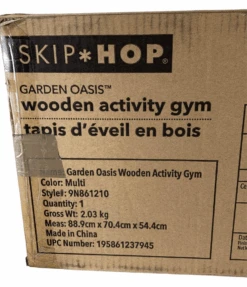 SKIP*HOP®
GARDEN OASIS™
wooden activity gym
tapis d'éveil en bois
Garden Oasis Wooden Activity Gym
Color: Multi
Style#: 9N861210
Quantity: 1
Gross Wt: 2.03 kg
Meas: 88.9cm x 70.4cm x 54.4cm
Made in China
UPC Number: 195861237945